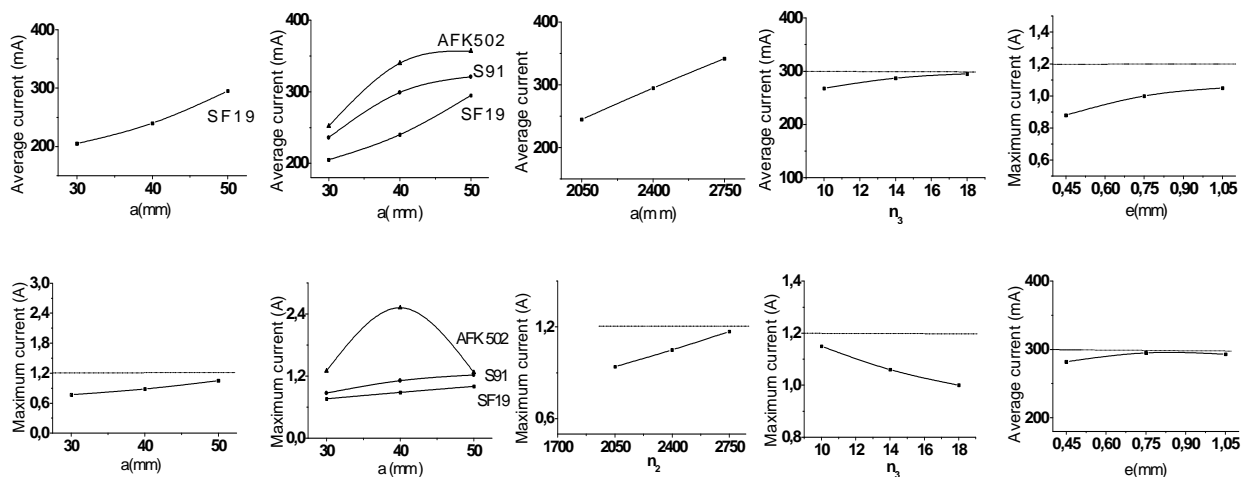 Average current (mA)
400
300
200
SF19
30
40
50
a(mm)
Average current (mA)
400
300
200
AFK502
S91
SF19
30
40
50
a(mm)
Average current
400
300
200
2050
2400
2750
a(mm)
Average current (mA)
400
300
200
100
10
12
14
16
18
n3
Maximum current (A)
1,4
1,2
1,0
0,8
0,6
0,45
0,60
0,75
0,90
1,05
e(mm)
Maximum current (A)
3,0
2,4
1,8
1,2
0,6
0,0
30
40
50
a(mm)
Maximum current (A)
2,4
1,2
0,0
AFK502
S91
SF19
30
40
50
a(mm)
Maximum current (A)
1,2
0,6
1700
2050
2400
2750
n2
Maximum current (A)
1,4
1,2
1,0
0,8
10
12
14
16
18
n3
Average current (mA)
400
300
200
0,45
0,60
0,75
0,90
1,05
e(mm)